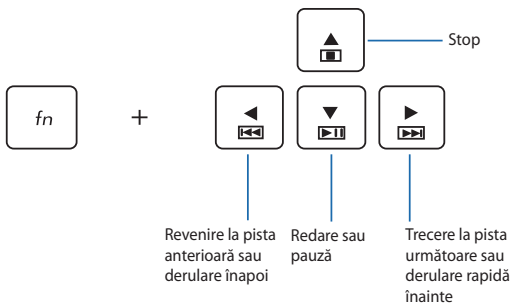 Stop
fn
+
Revenire la pista
anterioară sau
derulare înapoi
Redare sau
pauză
Trecere la pista
următoare sau
derulare rapidă
înainte